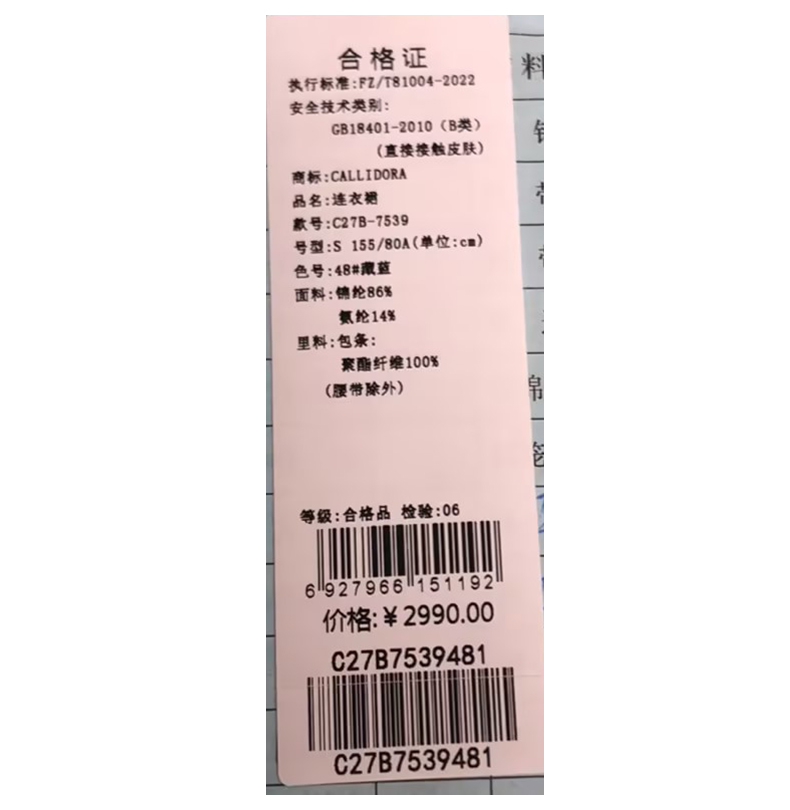 合格证
执行标准:FZ/T81004-2022
安全技术类别:
GB18401-2010(B类)
(直接接触皮肤)
商标:CALLIDORA
品名:连衣裙
款号:C27B-7539
号型:S 155/80A(单位:cm)
色号:48#藏蓝
面料:锦纶86%
氨纶14%
里料:包条:
聚酯纤维100%
(腰带除外)
等级:合格品 检验:06
6 927966 151192
价格:¥2990.00
C27B7539481
C27B7539481
料